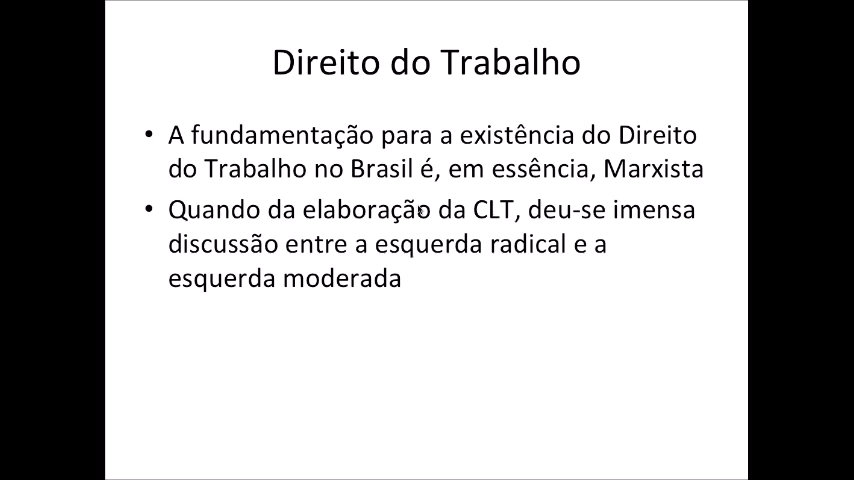 Direito do Trabalho
• A fundamentação para a existência do Direito
do Trabalho no Brasil é, em essência, Marxista
• Quando da elaboração da CLT, deu-se imensa
discussão entre a esquerda radical e a
esquerda moderada